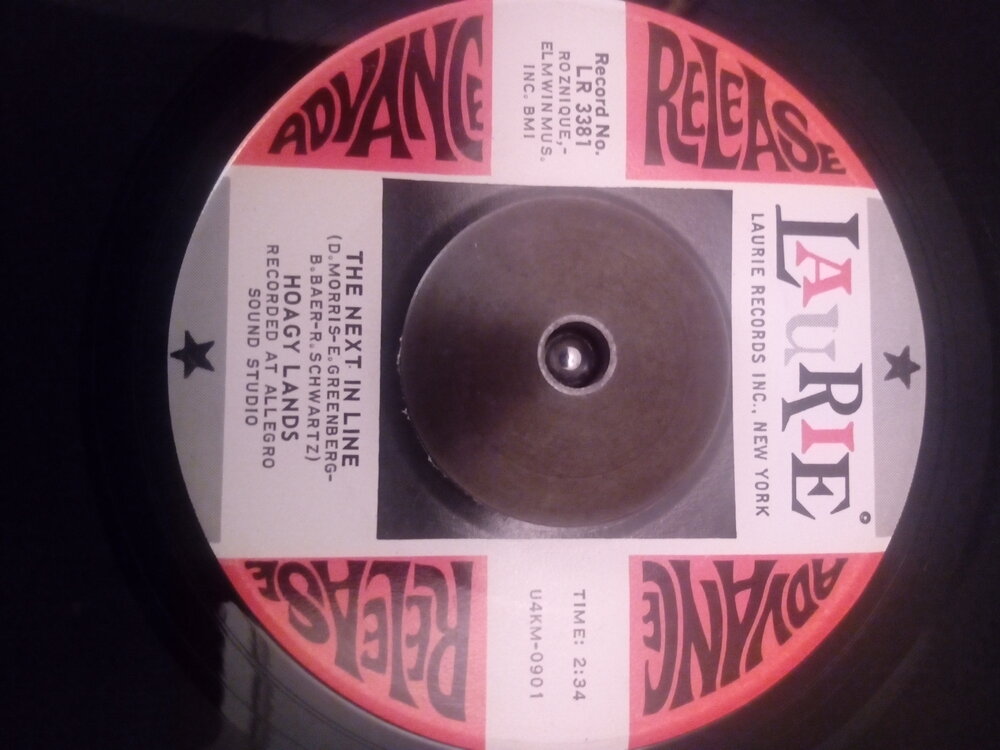 LAURIE
LAURIE RECORDS INC., NEW YORK
ADVANCE
RELEASE
Record No.
LR 3381
ROZNIQUE,-
ELMWIN MUS.
INC. BMI
TIME: 2:34
U4KM-0901
ADVANCE
RELEASE
THE NEXT IN LINE
(D.MORRIS-E.GREENBERG-
B.BAER-R.SCHWARTZ)
HOAGY LANDS
RECORDED AT ALLEGRO
SOUND STUDIO